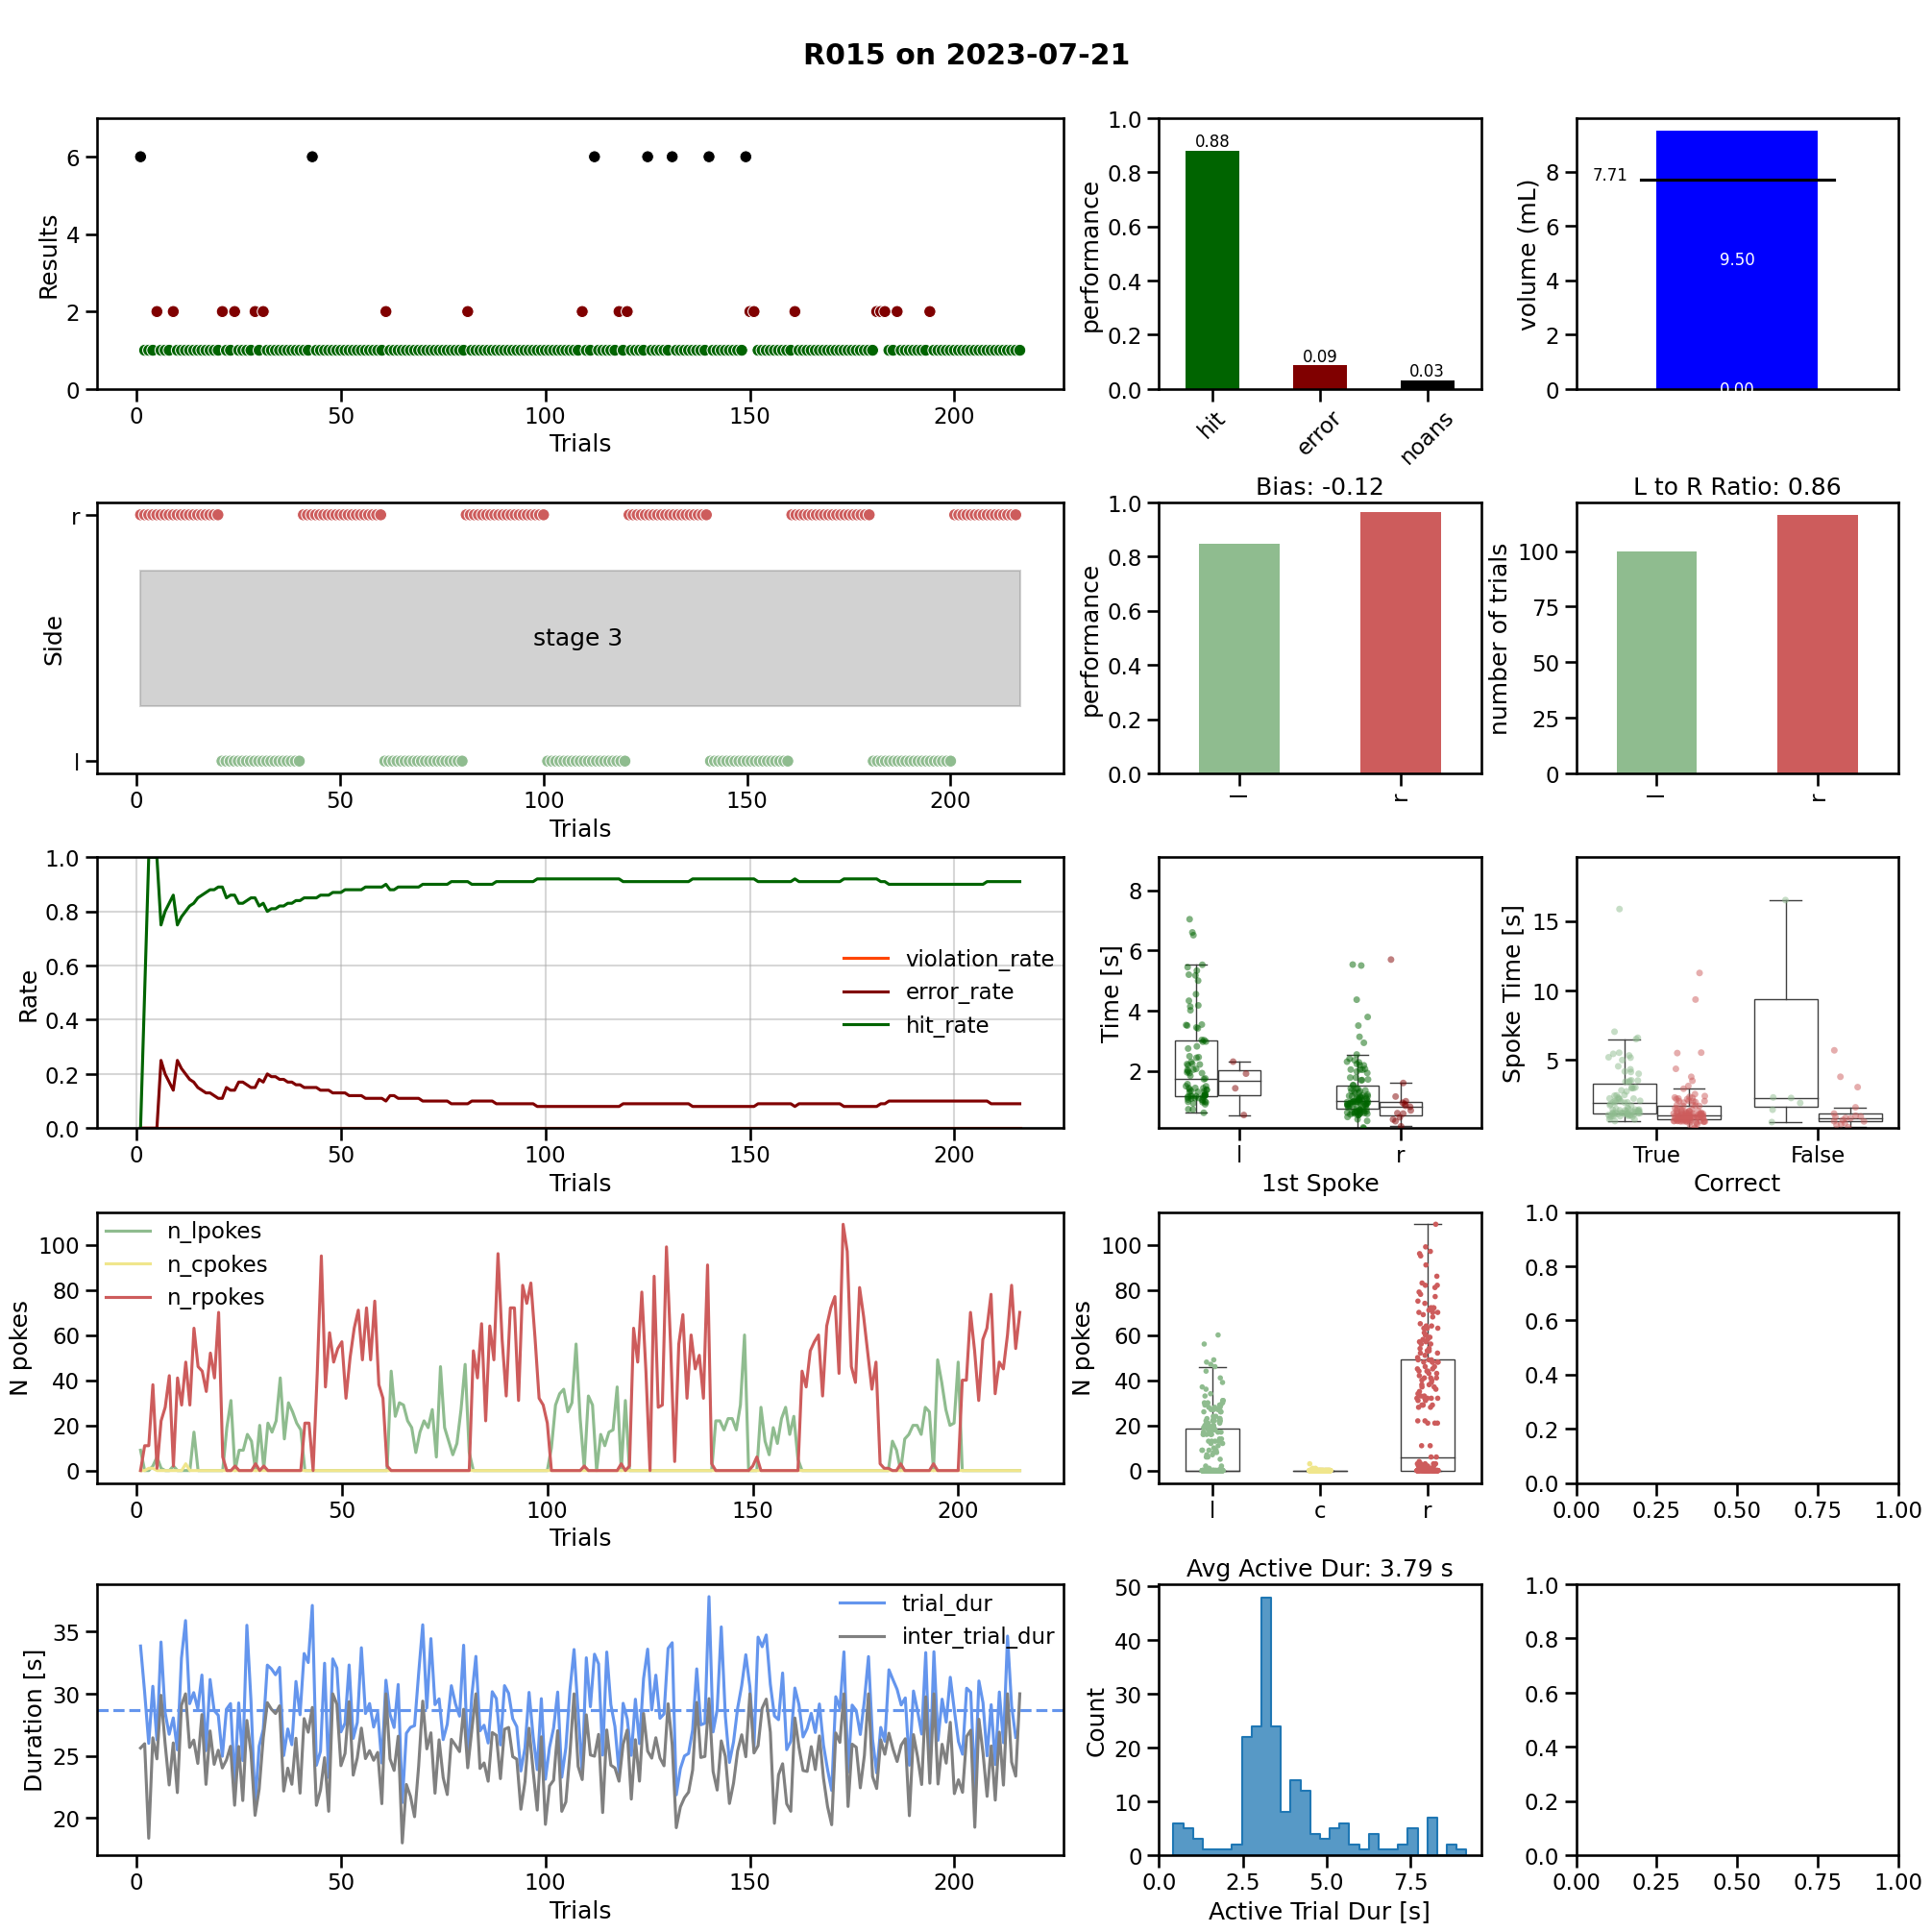 R015 on 2023-07-21
Results
6
4
2
0
0 50 100 150 200
Trials
performance
1.0
0.8
0.6
0.4
0.2
0.0
0.88
0.09
0.03
hit error noans
volume (mL)
8
6
4
2
0
7.71
9.50
0.00
Side
r
l
stage 3
0 50 100 150 200
Trials
Bias: -0.12
performance
1.0
0.8
0.6
0.4
0.2
0.0
l r
L to R Ratio: 0.86
number of trials
100
75
50
25
0
l r
Rate
1.0
0.8
0.6
0.4
0.2
0.0
violation_rate
error_rate
hit_rate
0 50 100 150 200
Trials
Time [s]
8
6
4
2
l r
1st Spoke
Spoke Time [s]
15
10
5
True False
Correct
N pokes
100
80
60
40
20
0
n_lpokes
n_cpokes
n_rpokes
0 50 100 150 200
Trials
N pokes
100
80
60
40
20
0
l c r
1.0
0.8
0.6
0.4
0.2
0.0
0.00 0.25 0.50 0.75 1.00
Duration [s]
35
30
25
20
trial_dur
inter_trial_dur
0 50 100 150 200
Trials
Avg Active Dur: 3.79 s
Count
50
40
30
20
10
0
0.0 2.5 5.0 7.5
Active Trial Dur [s]
1.0
0.8
0.6
0.4
0.2
0.0
0.00 0.25 0.50 0.75 1.00